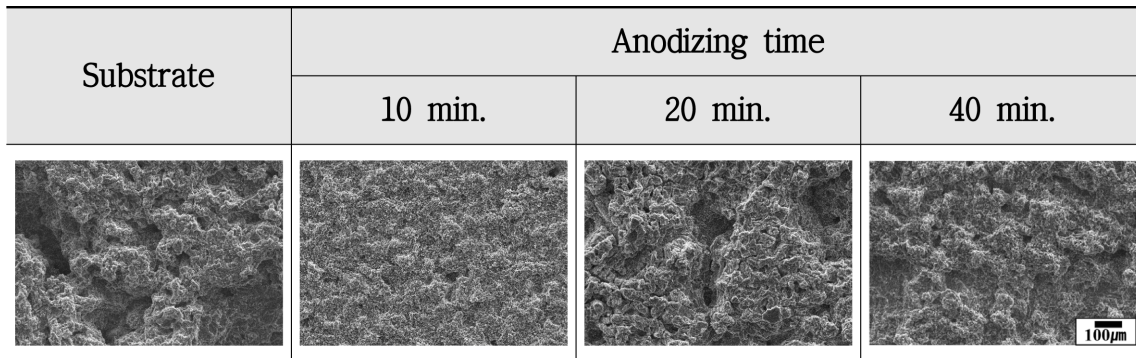 Substrate
Anodizing time
10 min.
20 min.
40 min.
100μm